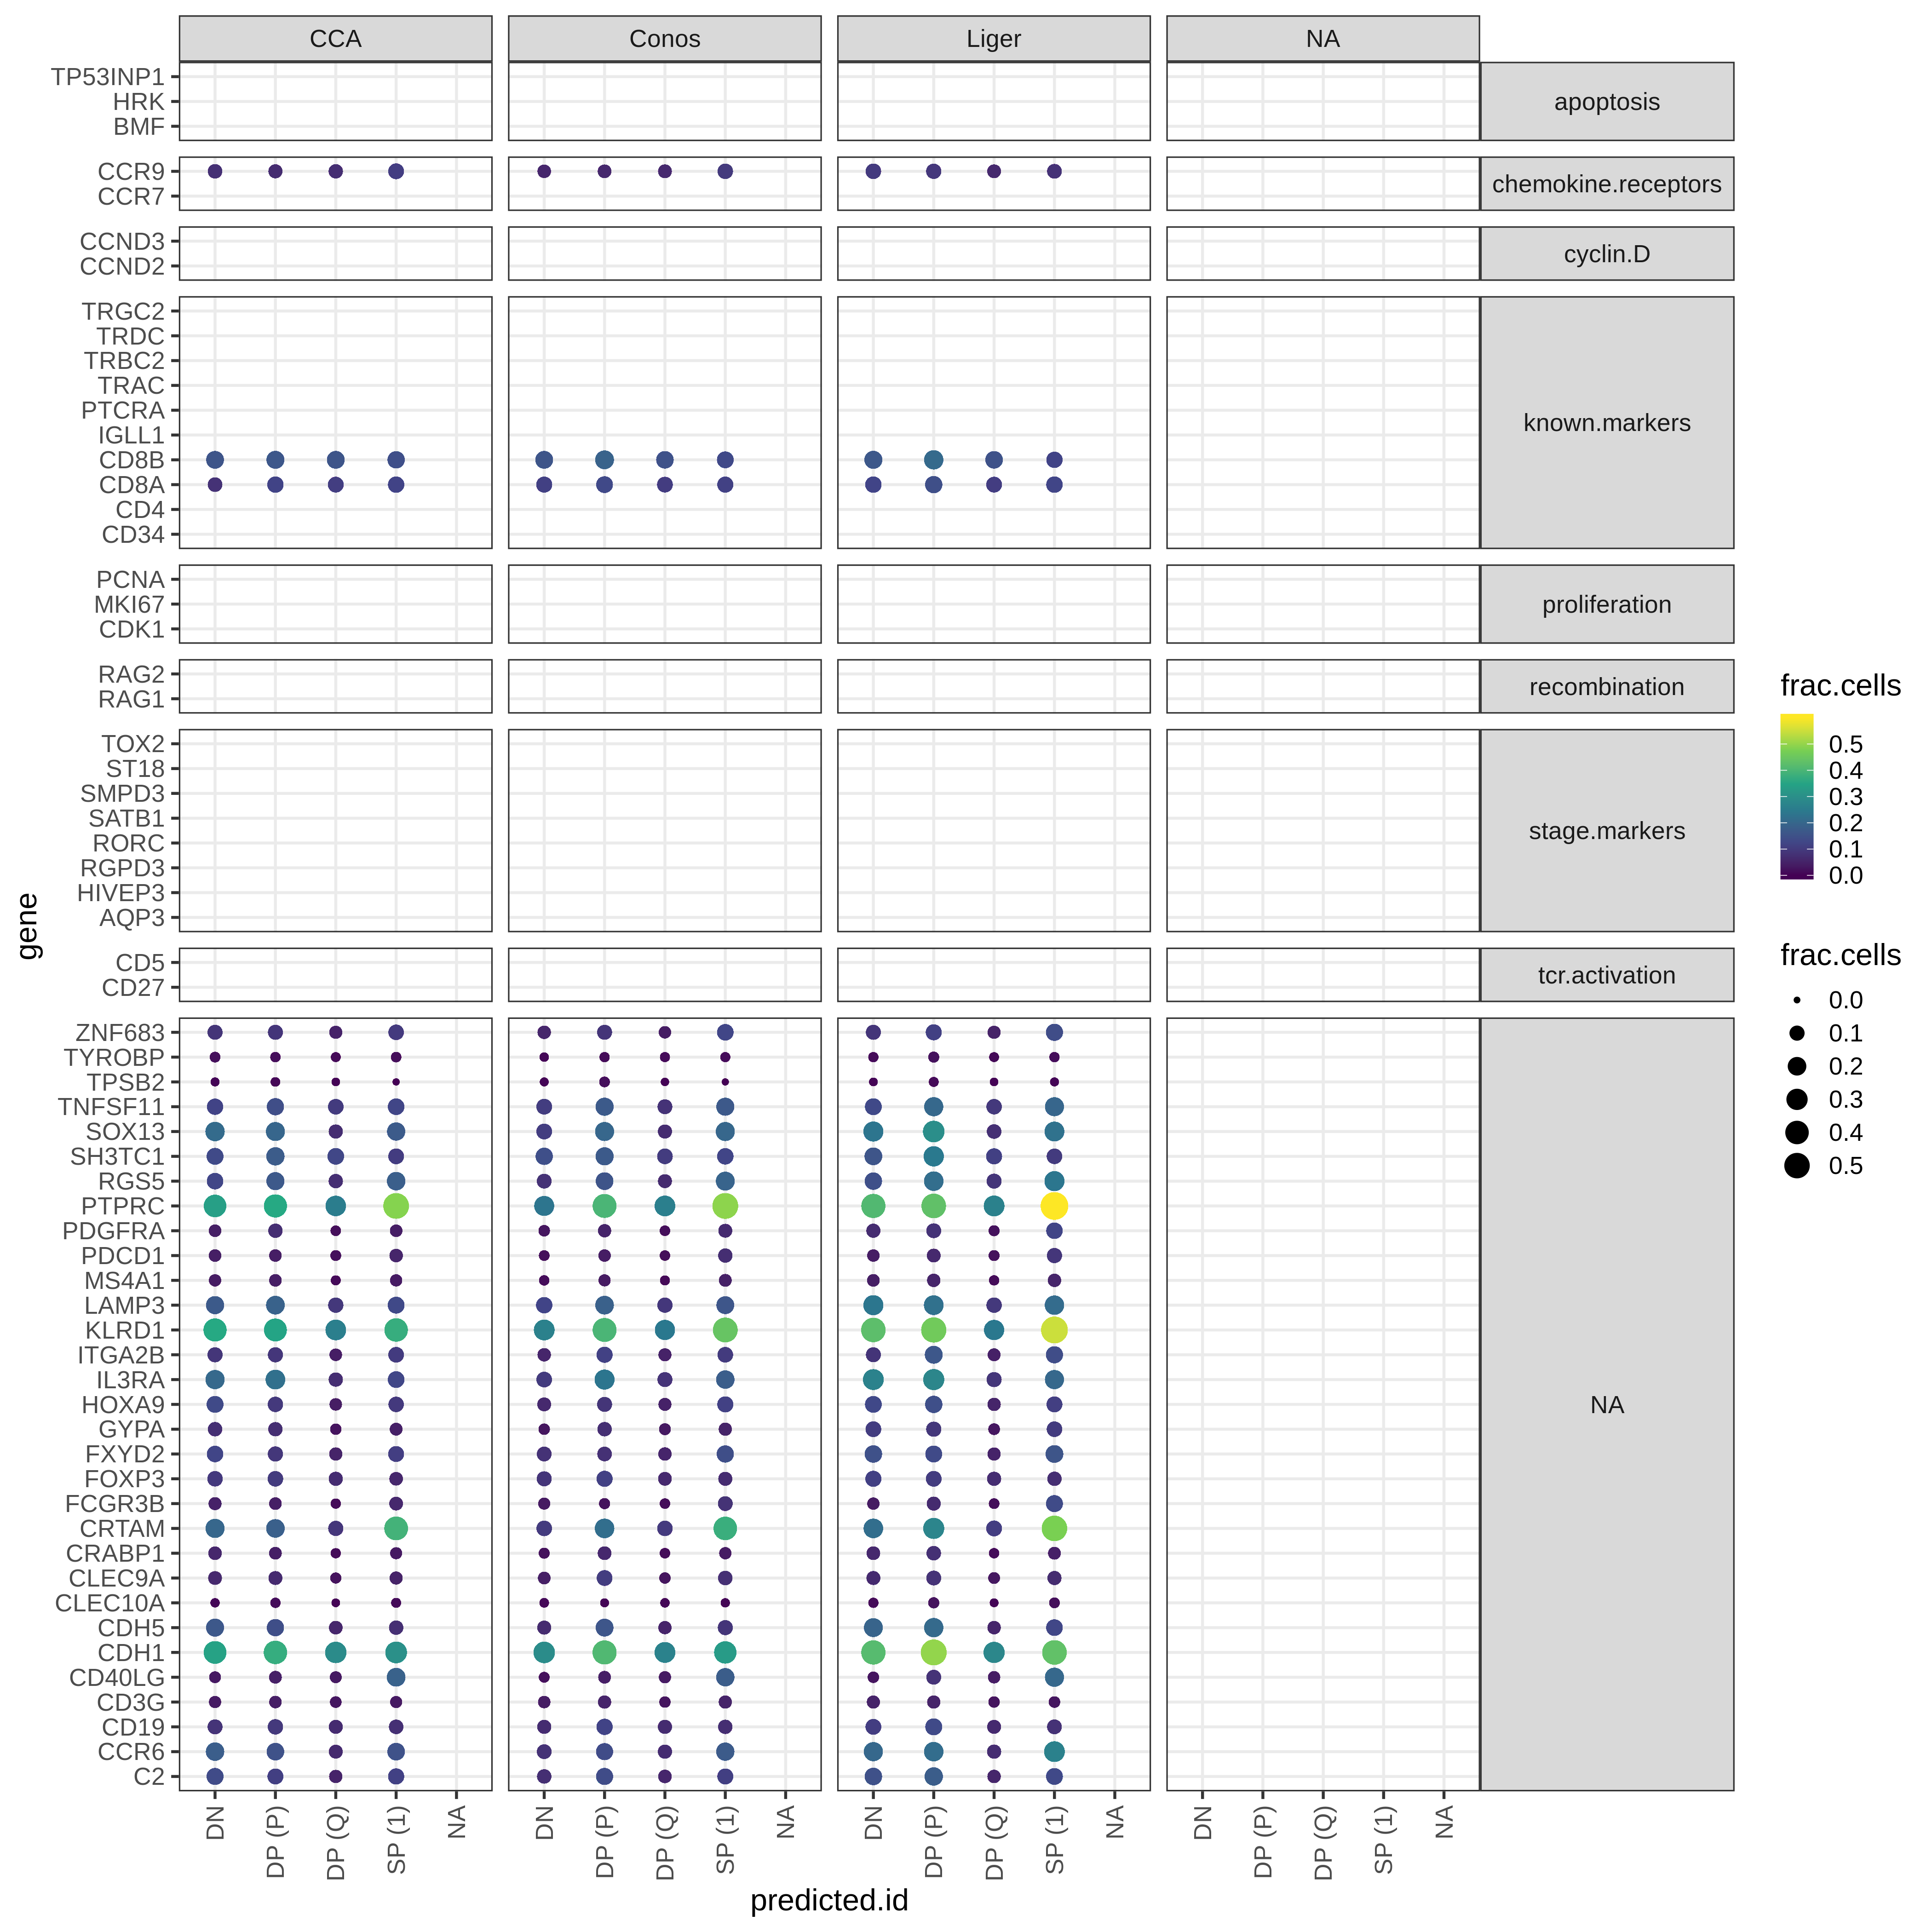 CCA Conos Liger NA
TP53INP1
HRK
BMF
apoptosis
CCR9
CCR7
chemokine.receptors
CCND3
CCND2
cyclin.D
TRGC2
TRDC
TRBC2
TRAC
PTCRA
IGLL1
CD8B
CD8A
CD4
CD34
known.markers
PCNA
MKI67
CDK1
proliferation
RAG2
RAG1
recombination
TOX2
ST18
SMPD3
SATB1
RORC
RGPD3
HIVEP3
AQP3
stage.markers
CD5
CD27
tcr.activation
ZNF683
TYROBP
TPSB2
TNFSF11
SOX13
SH3TC1
RGS5
PTPRC
PDGFRA
PDCD1
MS4A1
LAMP3
KLRD1
ITGA2B
IL3RA
HOXA9
GYPA
FXYD2
FOXP3
FCGR3B
CRTAM
CRABP1
CLEC9A
CLEC10A
CDH5
CDH1
CD40LG
CD3G
CD19
CCR6
C2
NA
gene
DN DP (P) DP (Q) SP (1) NA DN DP (P) DP (Q) SP (1) NA DN DP (P) DP (Q) SP (1) NA DN DP (P) DP (Q) SP (1) NA
predicted.id
frac.cells
0.5
0.4
0.3
0.2
0.1
0.0
frac.cells
0.0
0.1
0.2
0.3
0.4
0.5